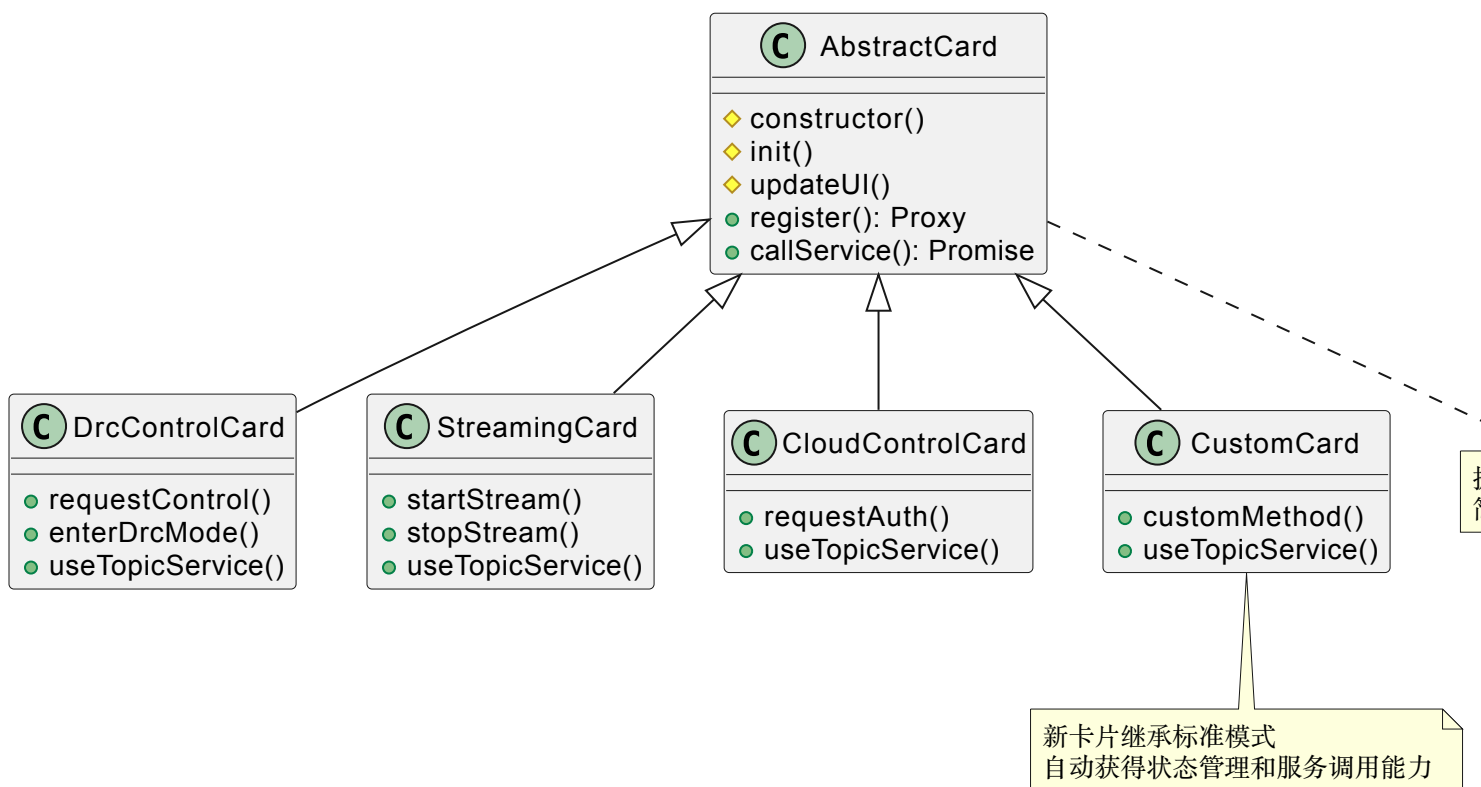 C AbstractCard
constructor()
init()
updateUI()
register(): Proxy
callService(): Promise
C DrcControlCard
requestControl()
enterDrcMode()
useTopicService()
C StreamingCard
startStream()
stopStream()
useTopicService()
C CloudControlCard
requestAuth()
useTopicService()
C CustomCard
customMethod()
useTopicService()
新卡片继承标准模式
自动获得状态管理和服务调用能力